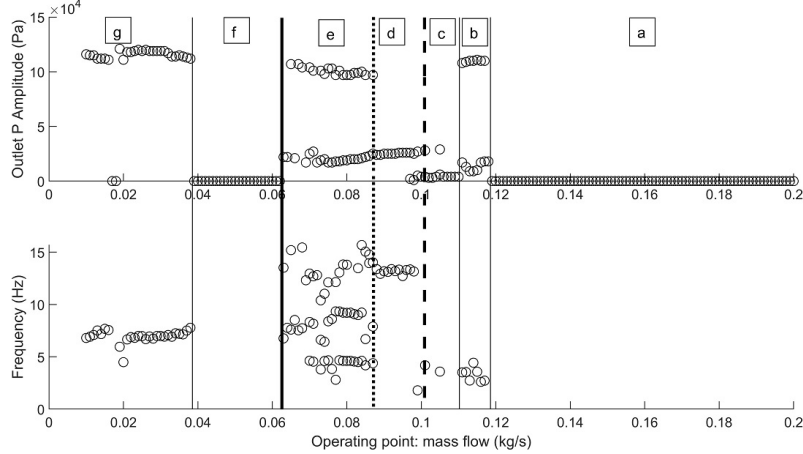 ×10⁴
15
10
5
0
Outlet P Amplitude (Pa)
g
f
e
d
c
b
a
0 0.02 0.04 0.06 0.08 0.1 0.12 0.14 0.16 0.18 0.2
15
10
5
0
Frequency (Hz)
0 0.02 0.04 0.06 0.08 0.1 0.12 0.14 0.16 0.18 0.2
Operating point: mass flow (kg/s)